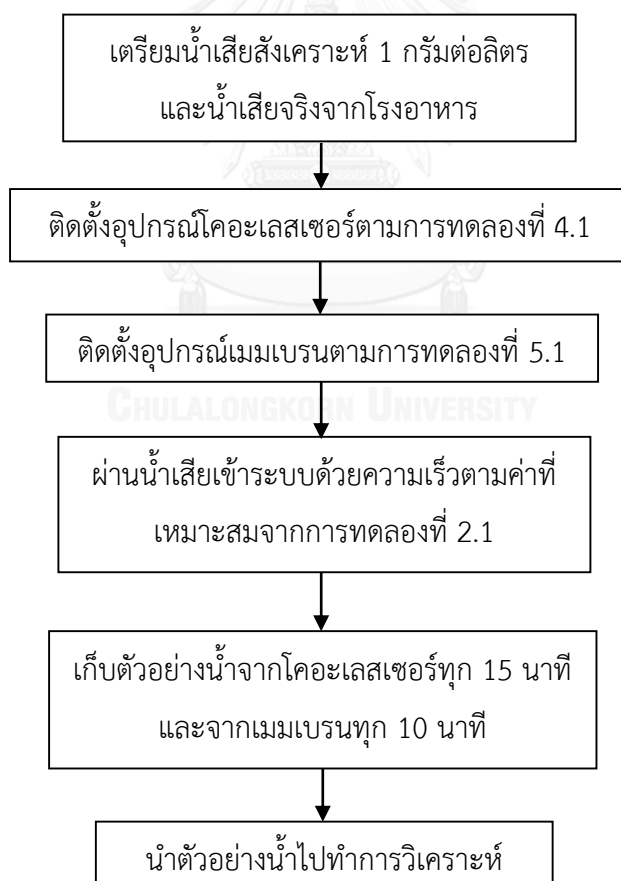 เตรียมน้ำเสียสังเคราะห์ 1 กรัมต่อลิตร
และน้ำเสียจริงจากโรงอาหาร
ติดตั้งอุปกรณ์โคอะเลสเซอร์ตามการทดลองที่ 4.1
ติดตั้งอุปกรณ์เมมเบรนตามการทดลองที่ 5.1
CHULALONGKORN UNIVERSITY
ผ่านน้ำเสียเข้าระบบด้วยความเร็วตามค่าที่
เหมาะสมจากการทดลองที่ 2.1
เก็บตัวอย่างน้ำจากโคอะเลสเซอร์ทุก 15 นาที
และจากเมมเบรนทุก 10 นาที
นำตัวอย่างน้ำไปทำการวิเคราะห์